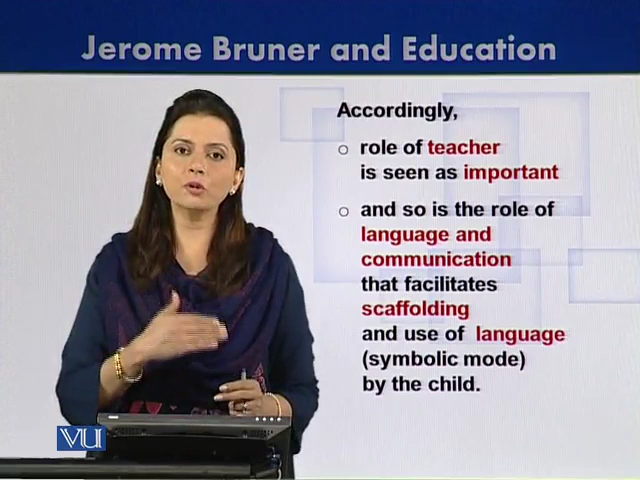 Jerome Bruner and Education
Accordingly,
role of teacher
is seen as important
and so is the role of
language and
communication
that facilitates
scaffolding
and use of language
(symbolic mode)
by the child.
VU